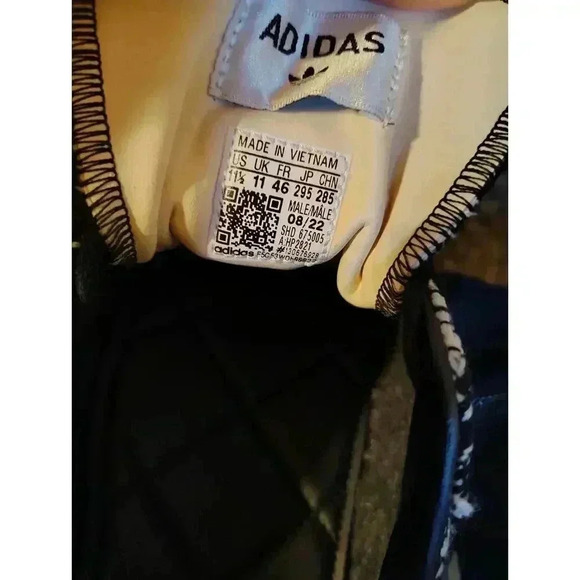 ADIDAS
MADE IN VIETNAM
US UK FR JP CHN
11½ 11 46 295 285
MALE/MÂLE
08/22
SHD 675005
A:HP2821
adidas